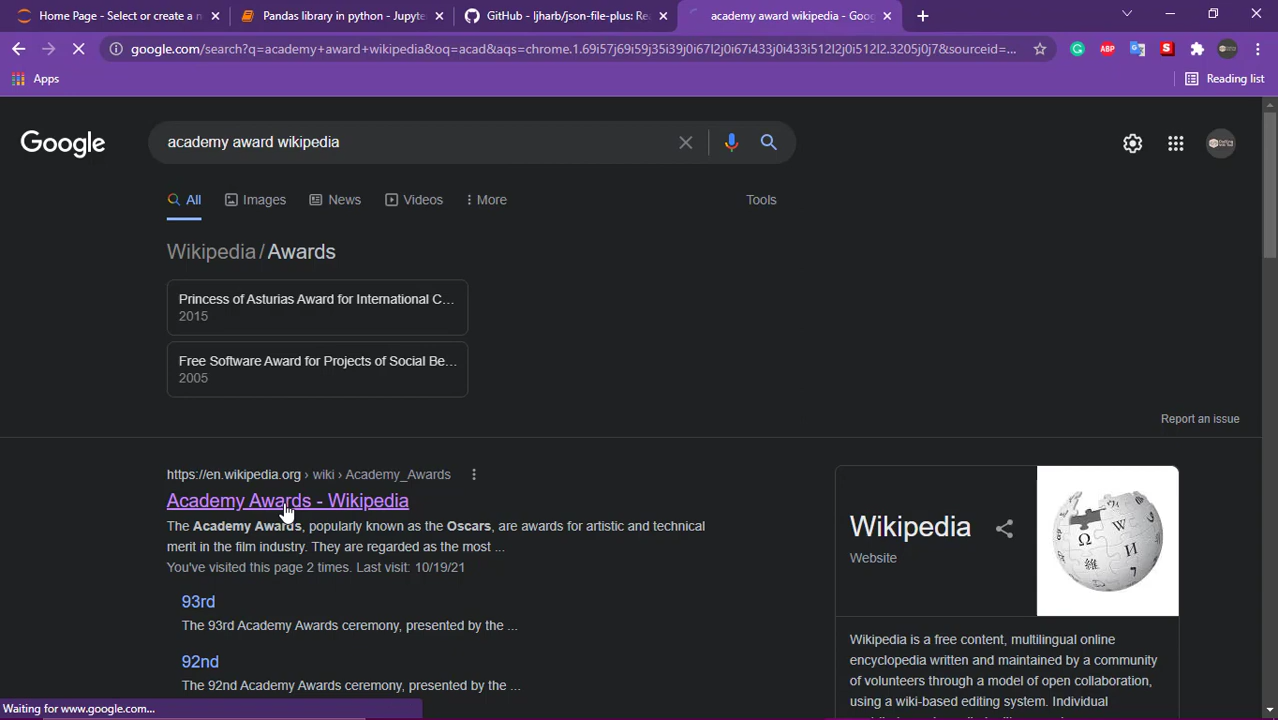 Home Page - Select or create a n
Pandas library in python - Jupyte
GitHub - ljharb/json-file-plus: Re
academy award wikipedia - Goog
google.com/search?q=academy+award+wikipedia&oq=acad&aqs=chrome.1.69i57j69i59j35i39j0i67l2j0i67i433j0i433i512l2j0i512l2.3205j0j7&sourceid=...
ABP
Apps
Reading list
Google
academy award wikipedia
All
Images
News
Videos
More
Tools
Wikipedia / Awards
Princess of Asturias Award for International C...
2015
Free Software Award for Projects of Social Be...
2005
Report an issue
https://en.wikipedia.org › wiki › Academy_Awards
Academy Awards - Wikipedia
The Academy Awards, popularly known as the Oscars, are awards for artistic and technical
merit in the film industry. They are regarded as the most ...
You've visited this page 2 times. Last visit: 10/19/21
93rd
The 93rd Academy Awards ceremony, presented by the ...
92nd
The 92nd Academy Awards ceremony, presented by the ...
Wikipedia
Website
Wikipedia is a free content, multilingual online
encyclopedia written and maintained by a community
of volunteers through a model of open collaboration,
using a wiki-based editing system. Individual
Waiting for www.google.com...